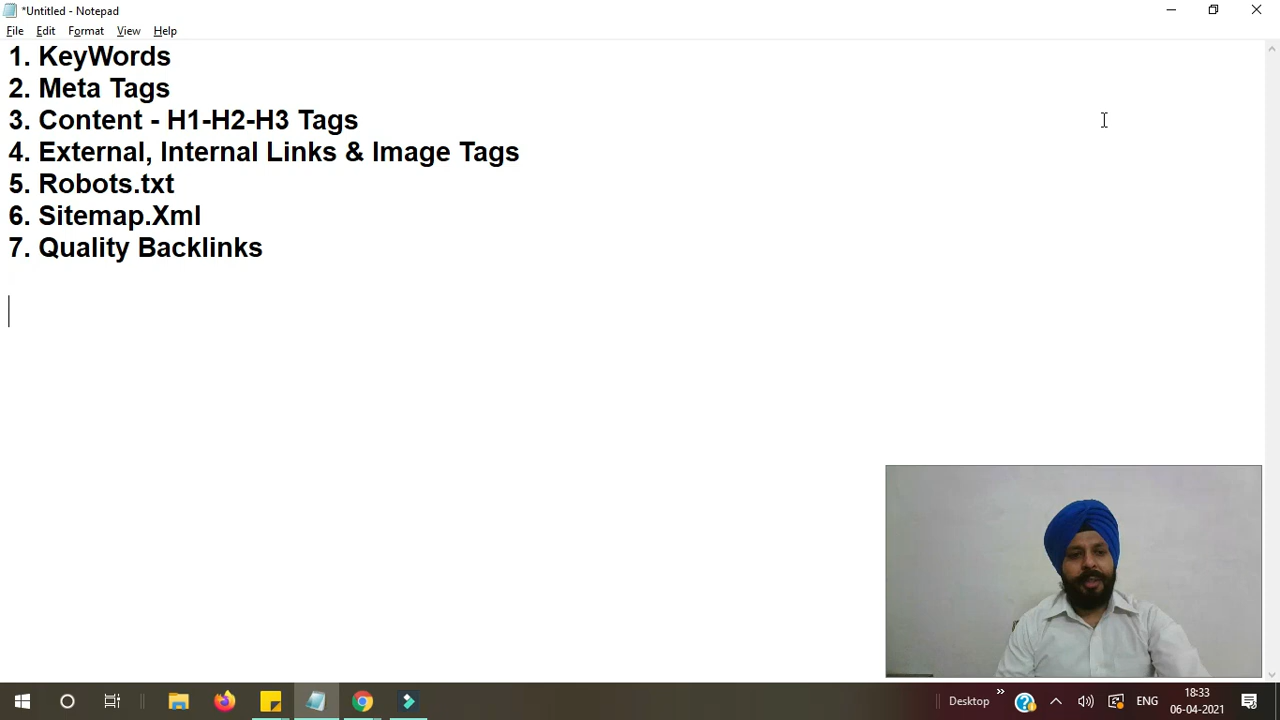 *Untitled - Notepad
File Edit Format View Help
1. KeyWords
2. Meta Tags
3. Content - H1-H2-H3 Tags
4. External, Internal Links & Image Tags
5. Robots.txt
6. Sitemap.Xml
7. Quality Backlinks
Desktop
ENG
18:33
06-04-2021